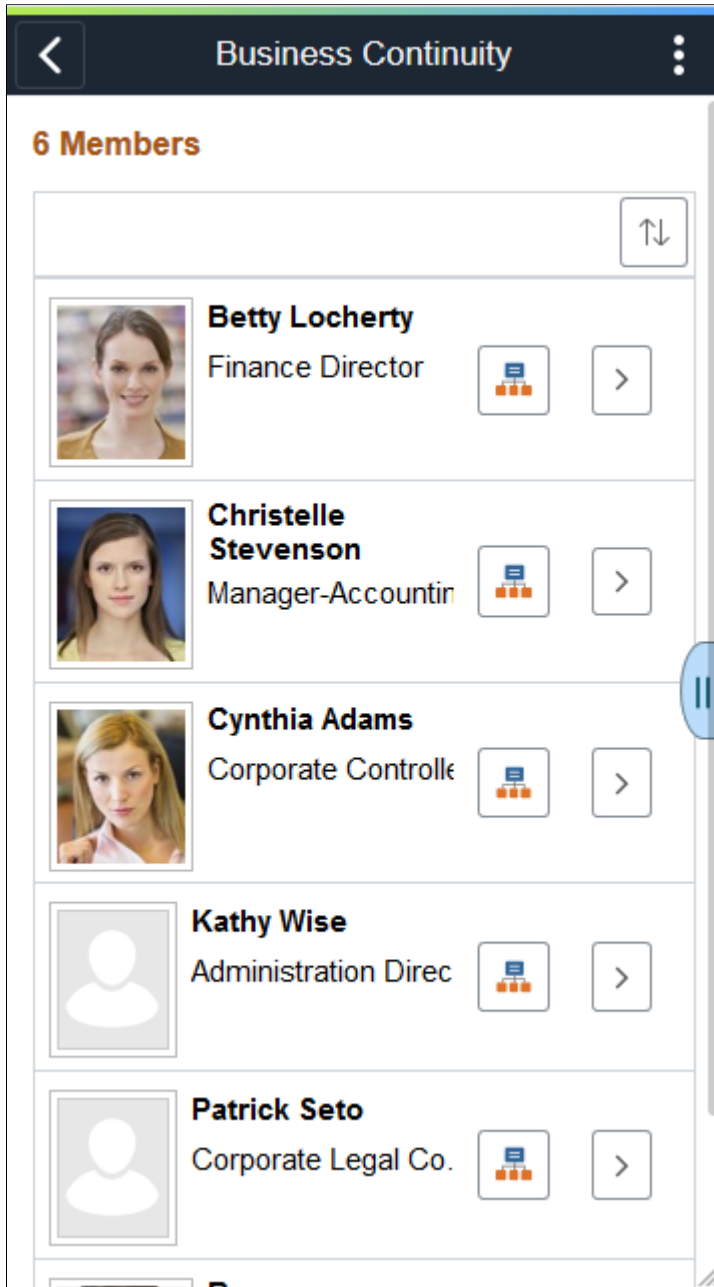 Business Continuity
6 Members
Betty Locherty
Finance Director
Christelle
Stevenson
Manager-Accountin
Cynthia Adams
Corporate Controlle
Kathy Wise
Administration Direc
Patrick Seto
Corporate Legal Co.